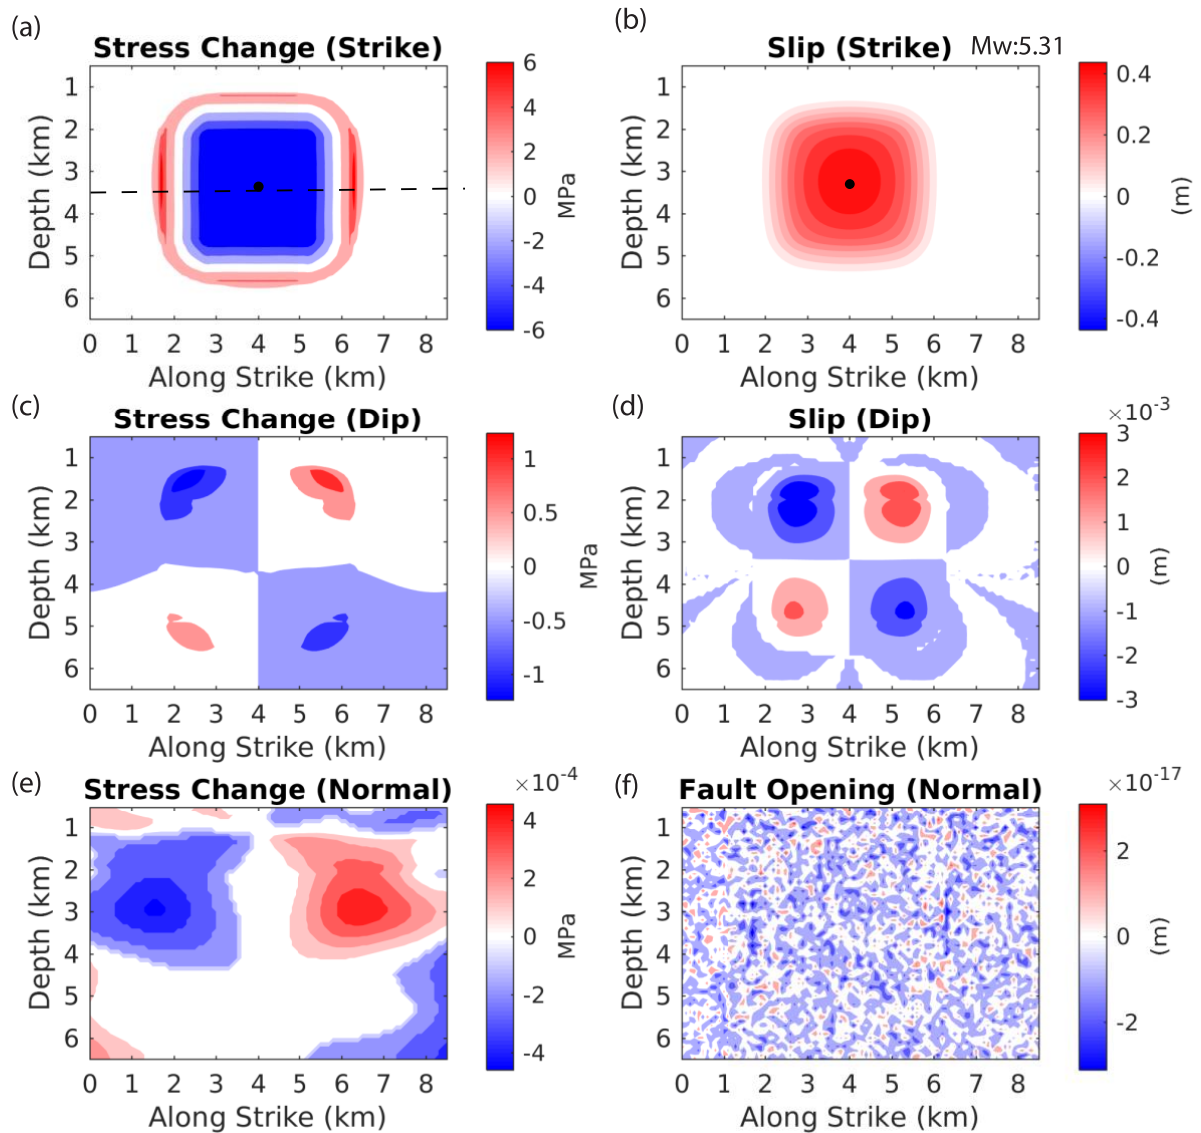 (a)
Stress Change (Strike)
1
2
3
4
5
6
Depth (km)
0 1 2 3 4 5 6 7 8
Along Strike (km)
6
4
2
0
-2
-4
-6
MPa
(b)
Slip (Strike) Mw:5.31
1
2
3
4
5
6
Depth (km)
0 1 2 3 4 5 6 7 8
Along Strike (km)
0.4
0.2
0
-0.2
-0.4
(m)
(c)
Stress Change (Dip)
1
2
3
4
5
6
Depth (km)
0 1 2 3 4 5 6 7 8
Along Strike (km)
1
0.5
0
-0.5
-1
MPa
(d)
Slip (Dip)
×10⁻³
1
2
3
4
5
6
Depth (km)
0 1 2 3 4 5 6 7 8
Along Strike (km)
3
2
1
0
-1
-2
-3
(m)
(e)
Stress Change (Normal)
×10⁻⁴
1
2
3
4
5
6
Depth (km)
0 1 2 3 4 5 6 7 8
Along Strike (km)
4
2
0
-2
-4
MPa
(f)
Fault Opening (Normal)
×10⁻¹⁷
1
2
3
4
5
6
Depth (km)
0 1 2 3 4 5 6 7 8
Along Strike (km)
2
0
-2
(m)